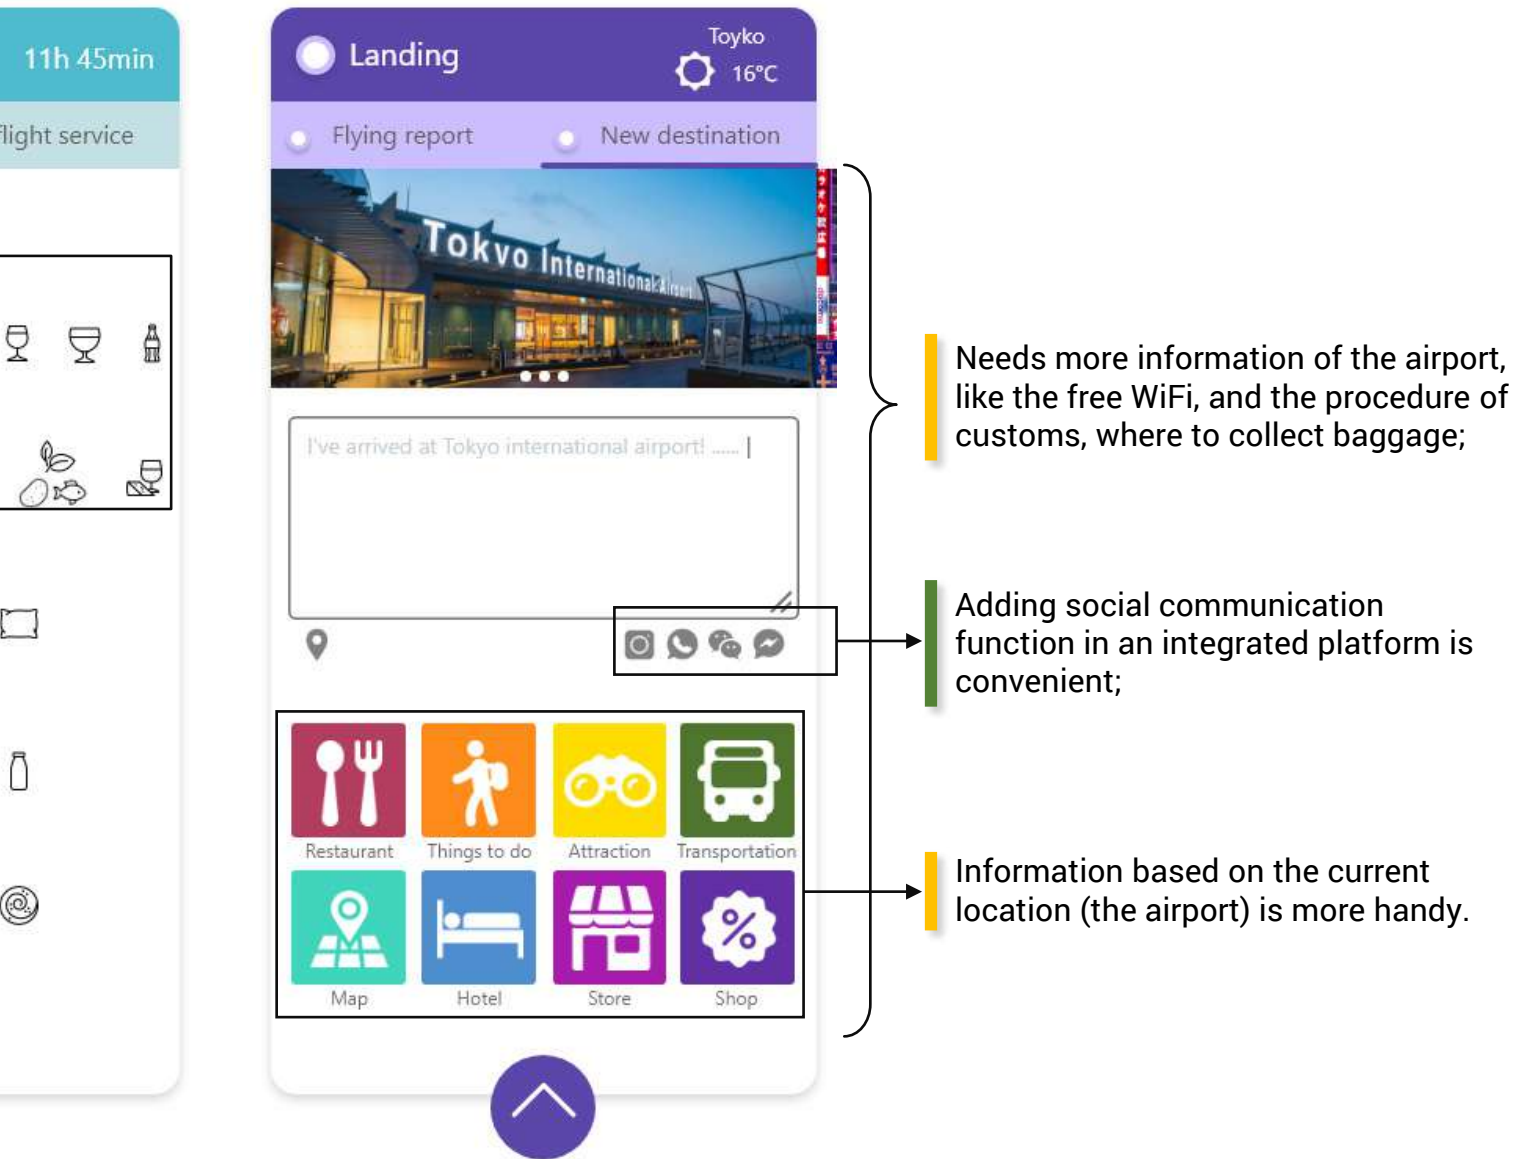 11h 45min
flight service
Landing
Toyko
16°C
Flying report
New destination
Tokyo International Airport
I've arrived at Tokyo international airport! ...... |
Restaurant
Things to do
Attraction
Transportation
Map
Hotel
Store
%
Shop
Needs more information of the airport,
like the free WiFi, and the procedure of
customs, where to collect baggage;
Adding social communication
function in an integrated platform is
convenient;
Information based on the current
location (the airport) is more handy.